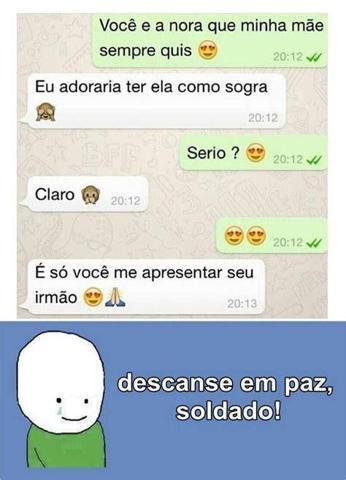 Você e a nora que minha mãe
sempre quis 😍
20:12
Eu adoraria ter ela como sogra
🙈
20:12
Serio ? 😍 20:12
Claro 🙊 20:12
😍😍 20:12
É só você me apresentar seu
irmão 😍🙏
20:13
descanse em paz,
soldado!